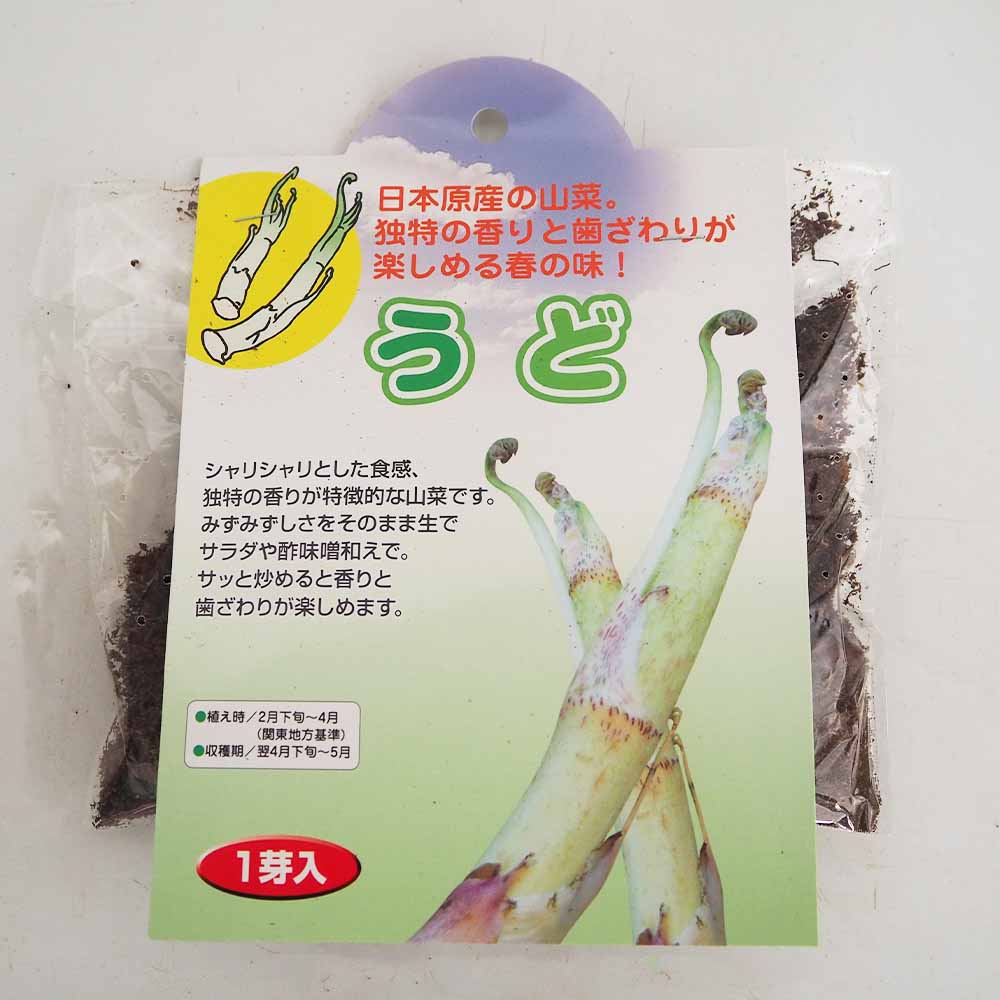 日本原産の山菜。
独特の香りと歯ざわりが
楽しめる春の味！
うど
シャリシャリとした食感、
独特の香りが特徴的な山菜です。
みずみずしさをそのまま生で
サラダや酢味噌和えで。
サッと炒めると香りと
歯ざわりが楽しめます。
●植え時／2月下旬〜4月
（関東地方基準）
●収穫期／翌4月下旬〜5月
1芽入